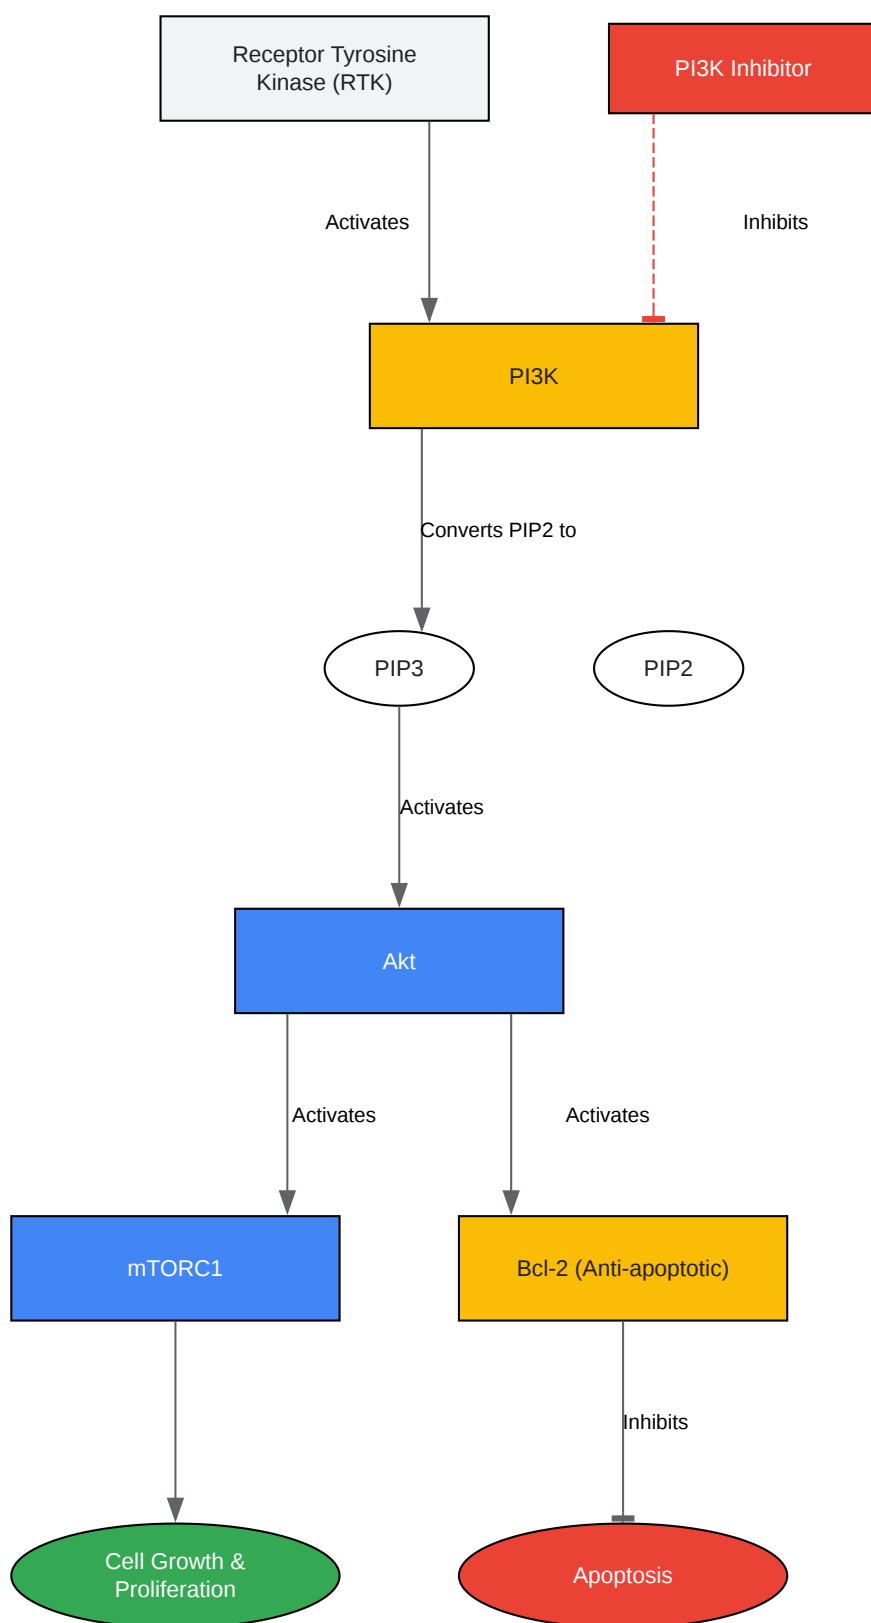 Receptor Tyrosine
Kinase (RTK)
PI3K Inhibitor
Activates
Inhibits
PI3K
Converts PIP2 to
PIP3
PIP2
Activates
Akt
Activates
Activates
mTORC1
Bcl-2 (Anti-apoptotic)
Inhibits
Cell Growth &
Proliferation
Apoptosis